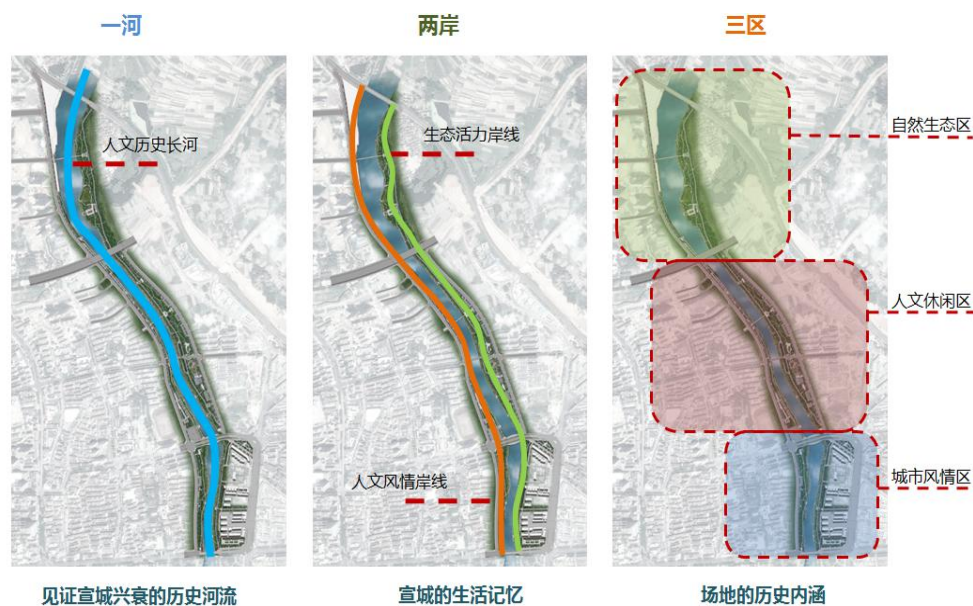 一河
两岸
三区
人文历史长河
生态活力岸线
自然生态区
人文休闲区
人文风情岸线
城市风情区
见证宣城兴衰的历史河流
宣城的生活记忆
场地的历史内涵